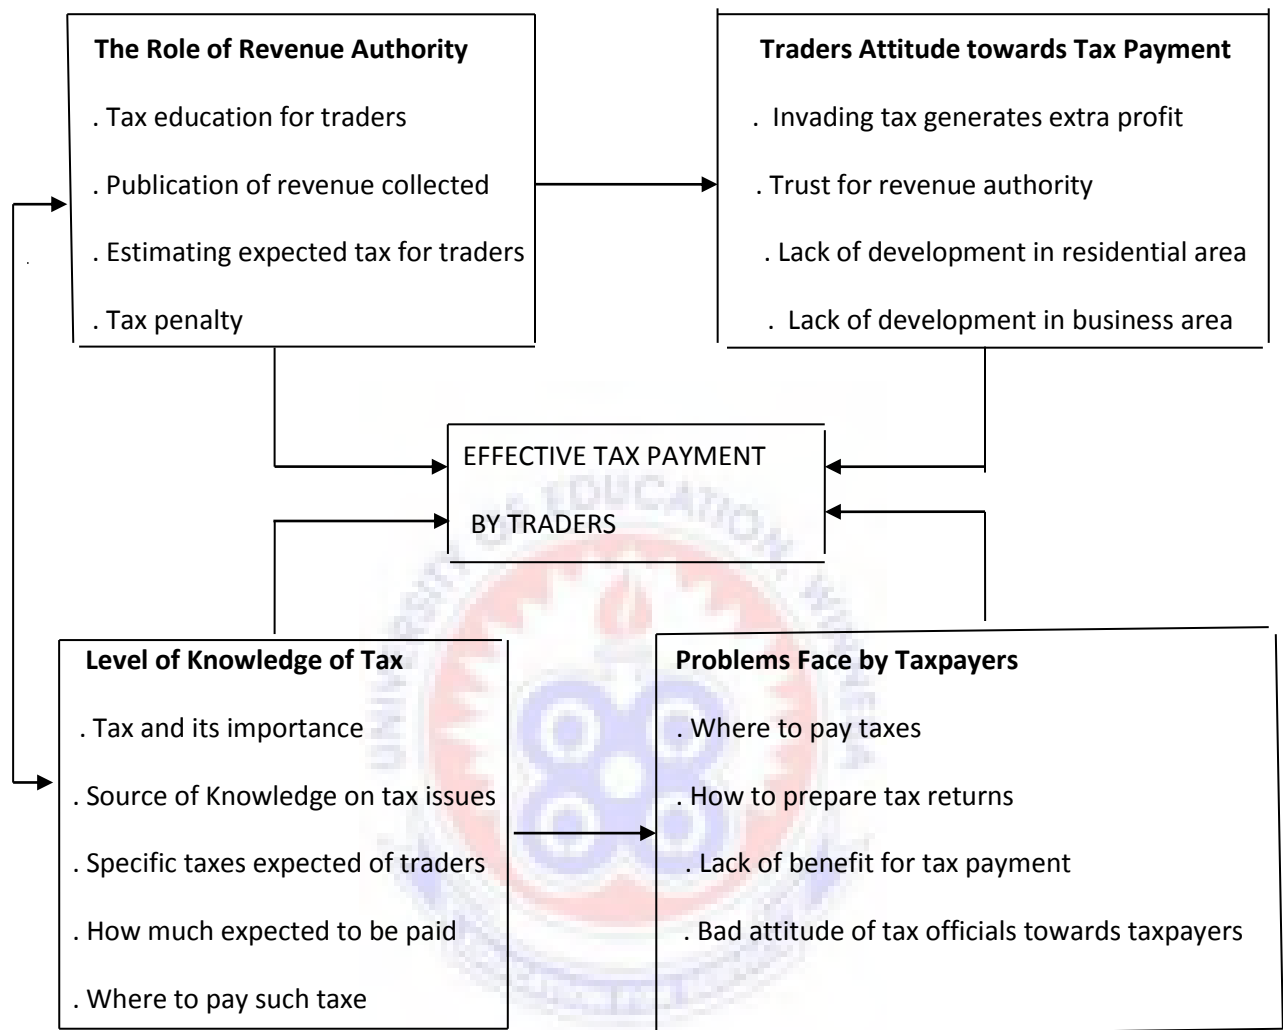 The Role of Revenue Authority
. Tax education for traders
. Publication of revenue collected
. Estimating expected tax for traders
. Tax penalty
Traders Attitude towards Tax Payment
. Invading tax generates extra profit
. Trust for revenue authority
. Lack of development in residential area
. Lack of development in business area
EFFECTIVE TAX PAYMENT
BY TRADERS
UNIVERSITY OF EDUCATION, WINNEBA
Level of Knowledge of Tax
. Tax and its importance
. Source of Knowledge on tax issues
. Specific taxes expected of traders
. How much expected to be paid
. Where to pay such taxe
Problems Face by Taxpayers
. Where to pay taxes
. How to prepare tax returns
. Lack of benefit for tax payment
. Bad attitude of tax officials towards taxpayers